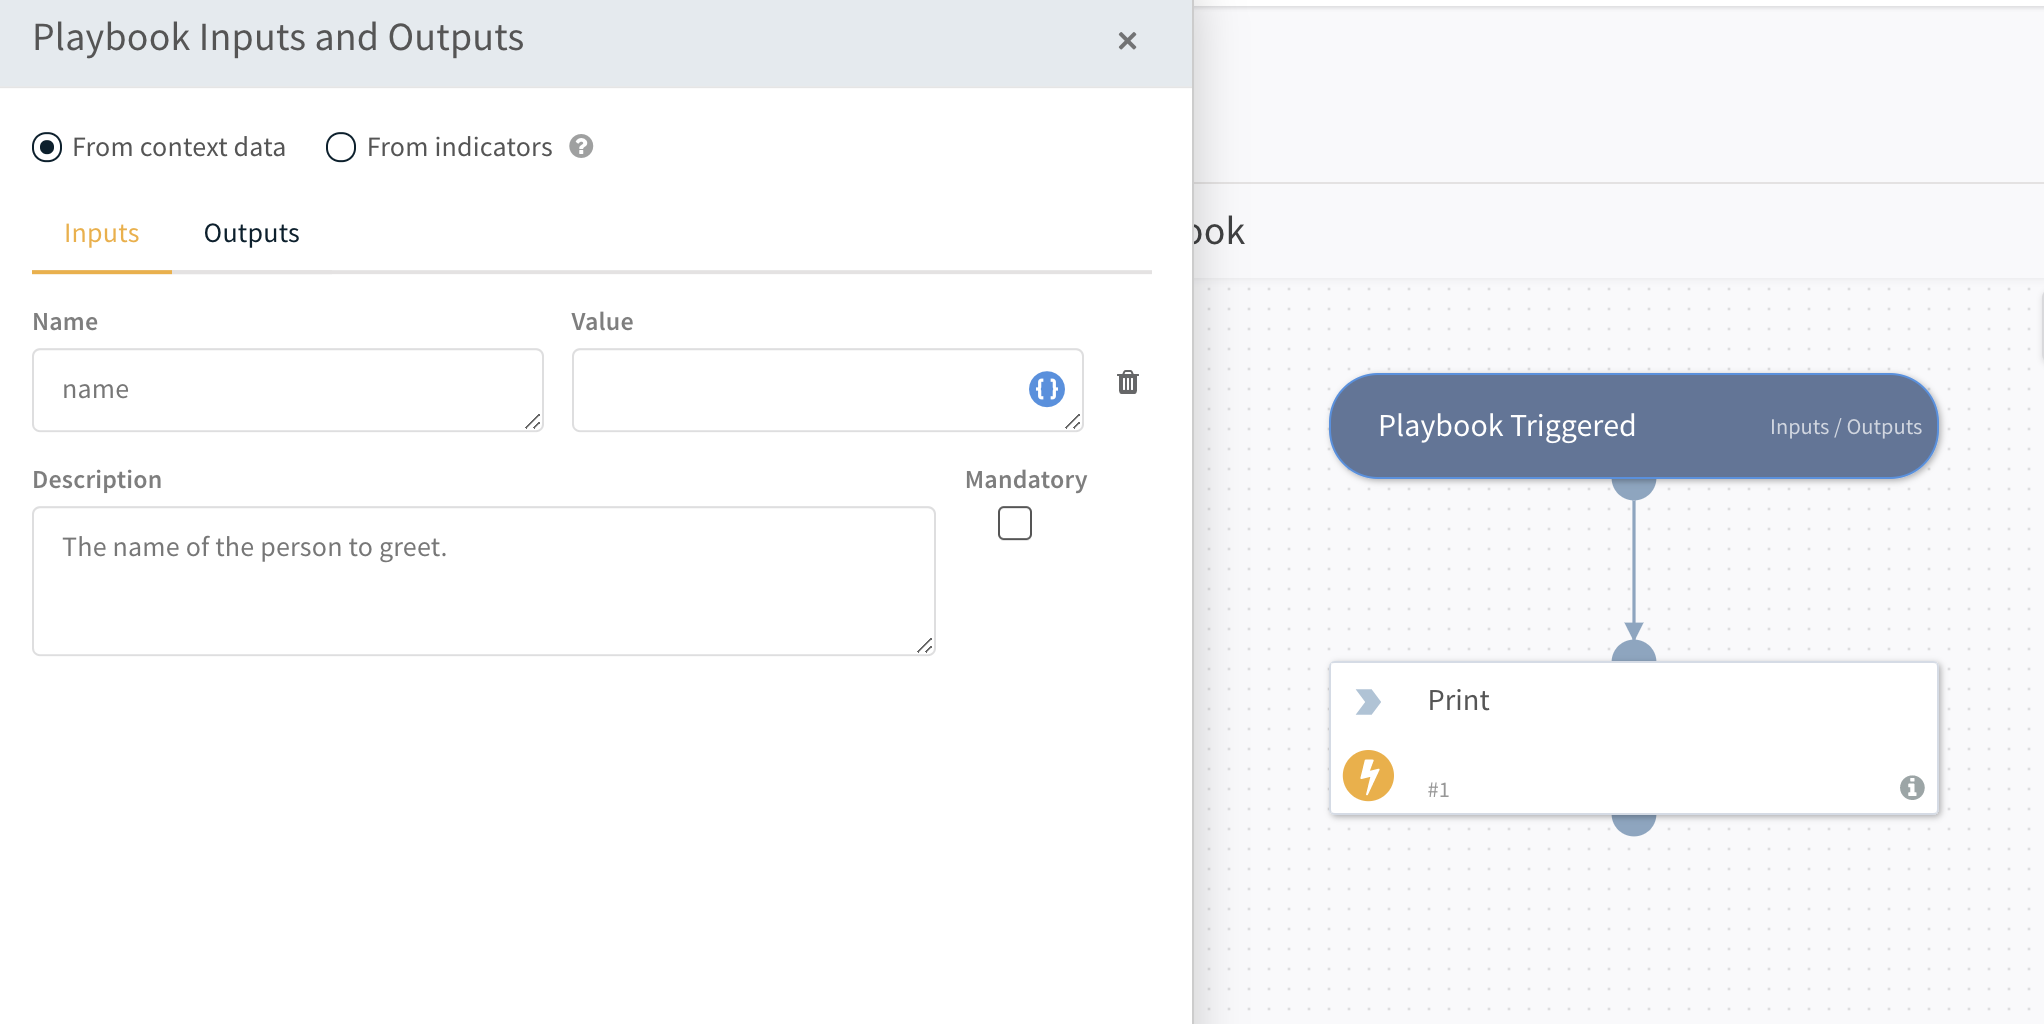 Playbook Inputs and Outputs
From context data
From indicators
Inputs
Outputs
Name
Value
name
Description
Mandatory
The name of the person to greet.
ook
Playbook Triggered
Inputs / Outputs
Print
#1